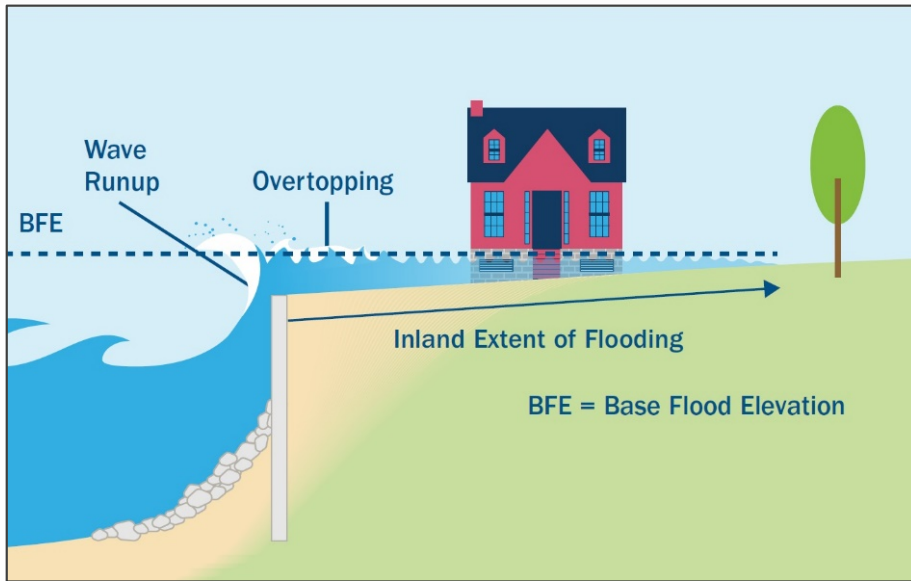 Wave
Runup
Overtopping
BFE
Inland Extent of Flooding
BFE = Base Flood Elevation